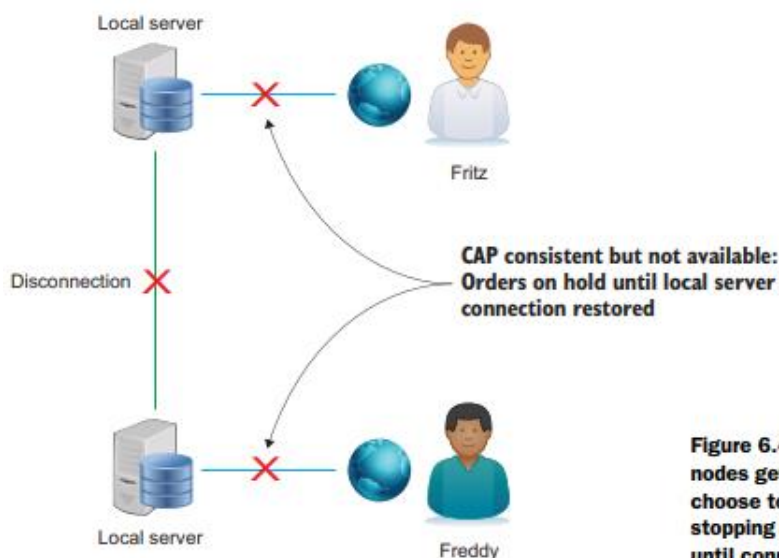 Local server
Fritz
Disconnection
CAP consistent but not available:
Orders on hold until local server
connection restored
Local server
Freddy
Figure 6.
nodes ge
choose to
stopping
until con